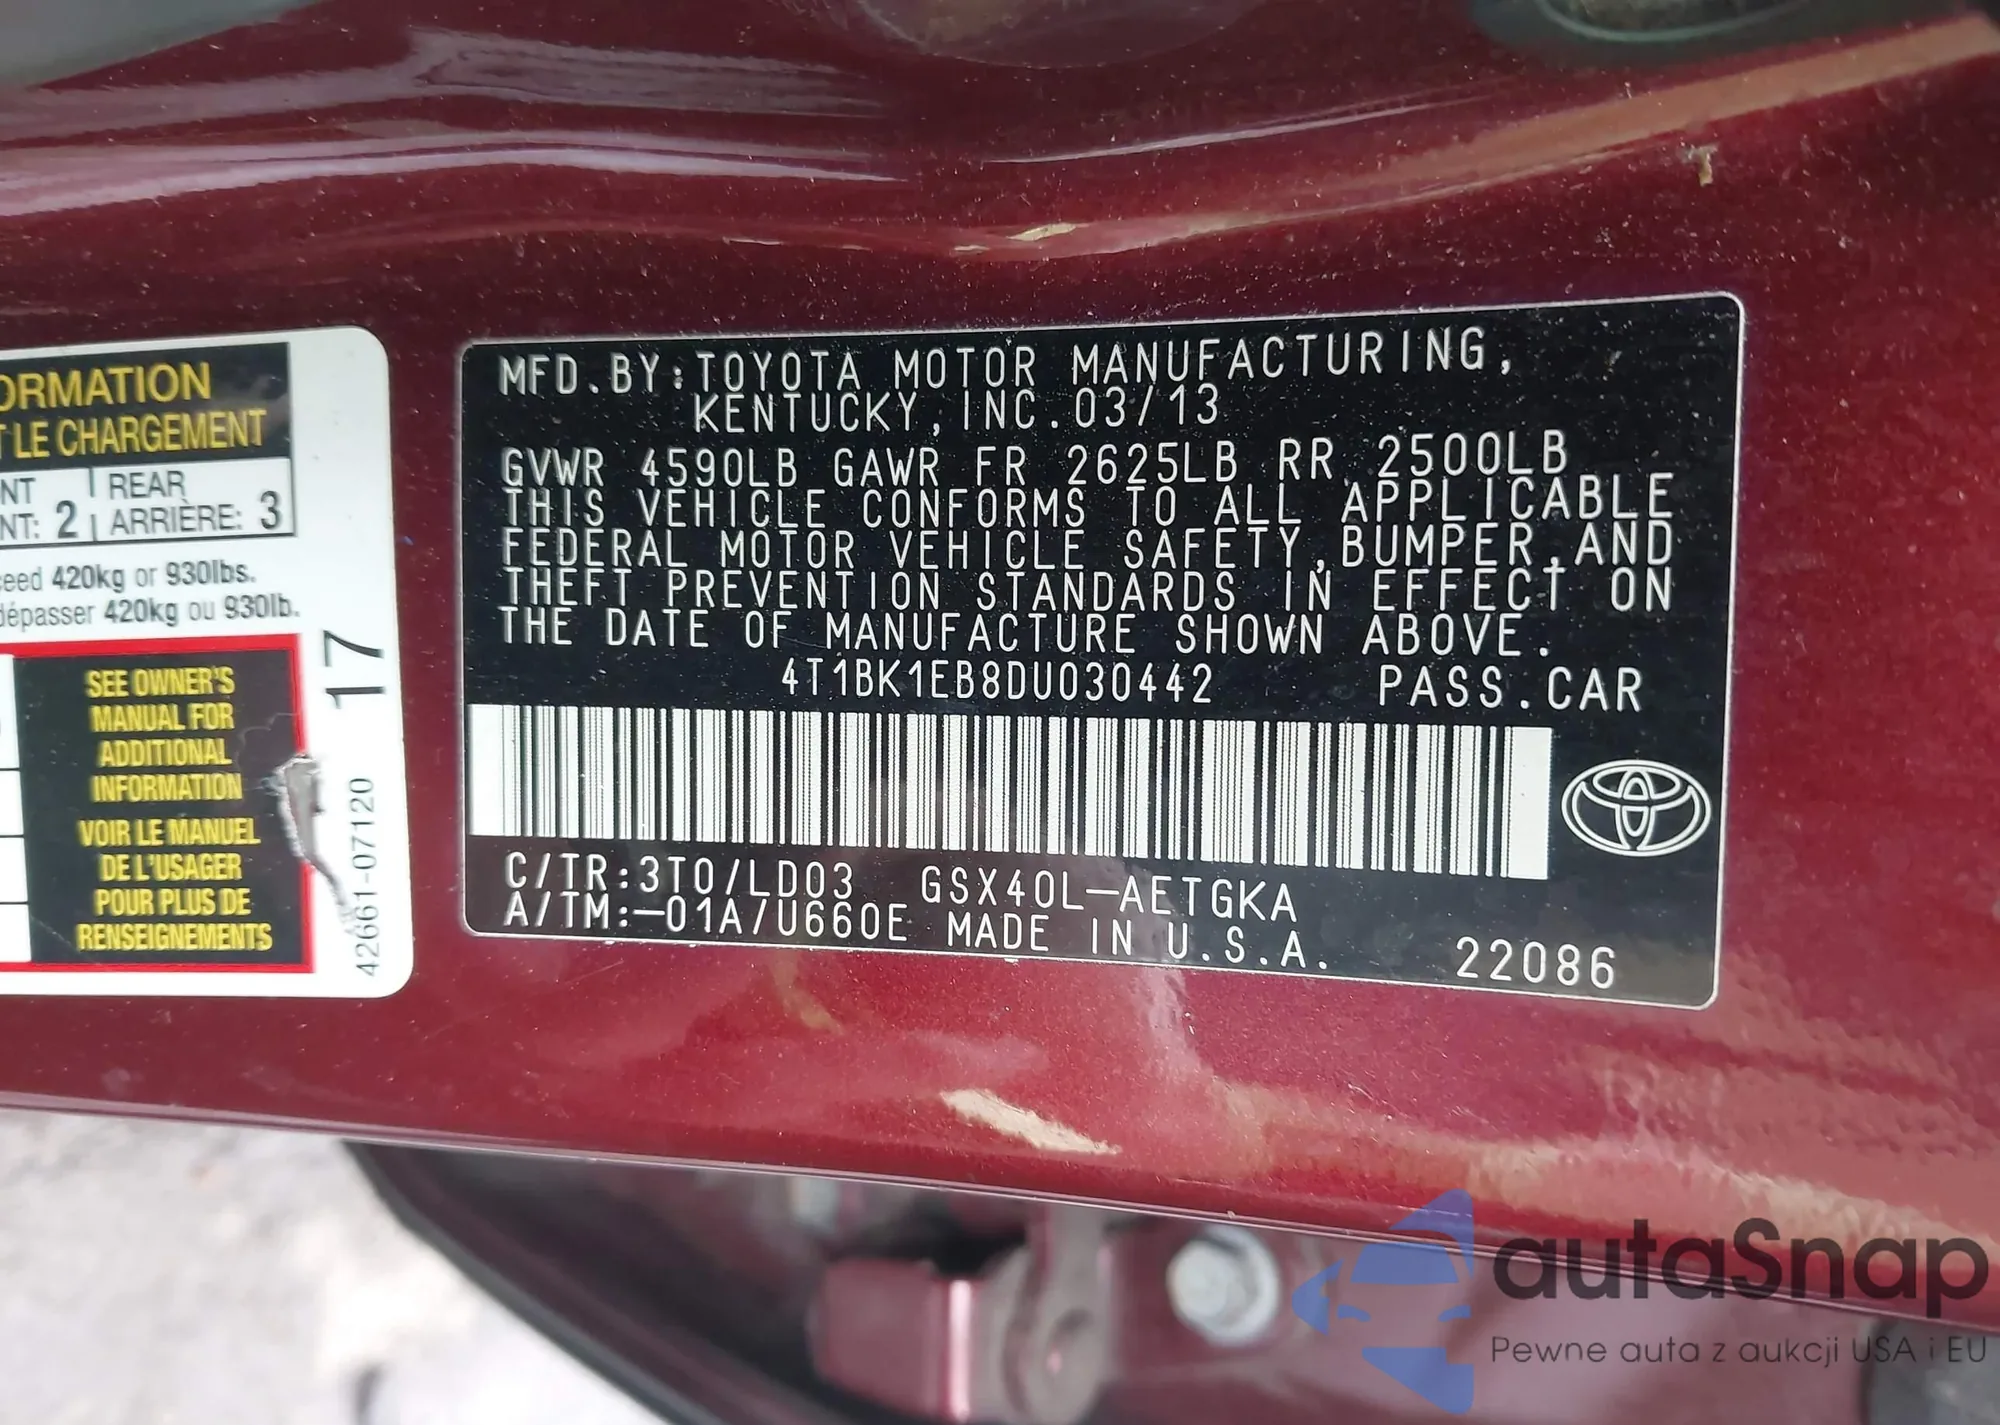 ORMATION
T LE CHARGEMENT
NT 2 REAR 3
NT: ARRIÈRE:
ceed 420kg or 930lbs.
dépasser 420kg ou 930lb.
SEE OWNER'S
MANUAL FOR
ADDITIONAL
INFORMATION
VOIR LE MANUEL
DE L'USAGER
POUR PLUS DE
RENSEIGNEMENTS
17
42661-07120
MFD.BY:TOYOTA MOTOR MANUFACTURING,
KENTUCKY,INC.03/13
GVWR 4590LB GAWR FR 2625LB RR 2500LB
THIS VEHICLE CONFORMS TO ALL APPLICABLE
FEDERAL MOTOR VEHICLE SAFETY,BUMPER,AND
THEFT PREVENTION STANDARDS IN EFFECT ON
THE DATE OF MANUFACTURE SHOWN ABOVE.
4T1BK1EB8DU030442 PASS.CAR
C/TR:3T0/LD03 GSX40L-AETGKA
A/TM:-01A/U660E MADE IN U.S.A. 22086
autaSnap
Pewne auta z aukcji USA i EU